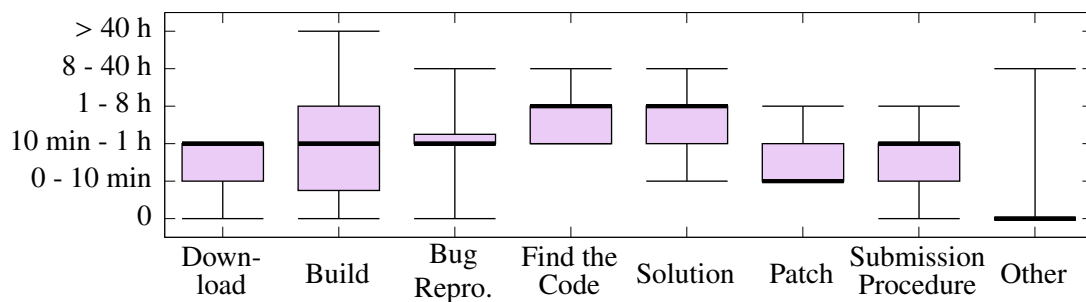 > 40 h
8 - 40 h
1 - 8 h
10 min - 1 h
0 - 10 min
0
Down-
load
Build
Bug
Repro.
Find the
Code
Solution
Patch
Submission
Procedure
Other